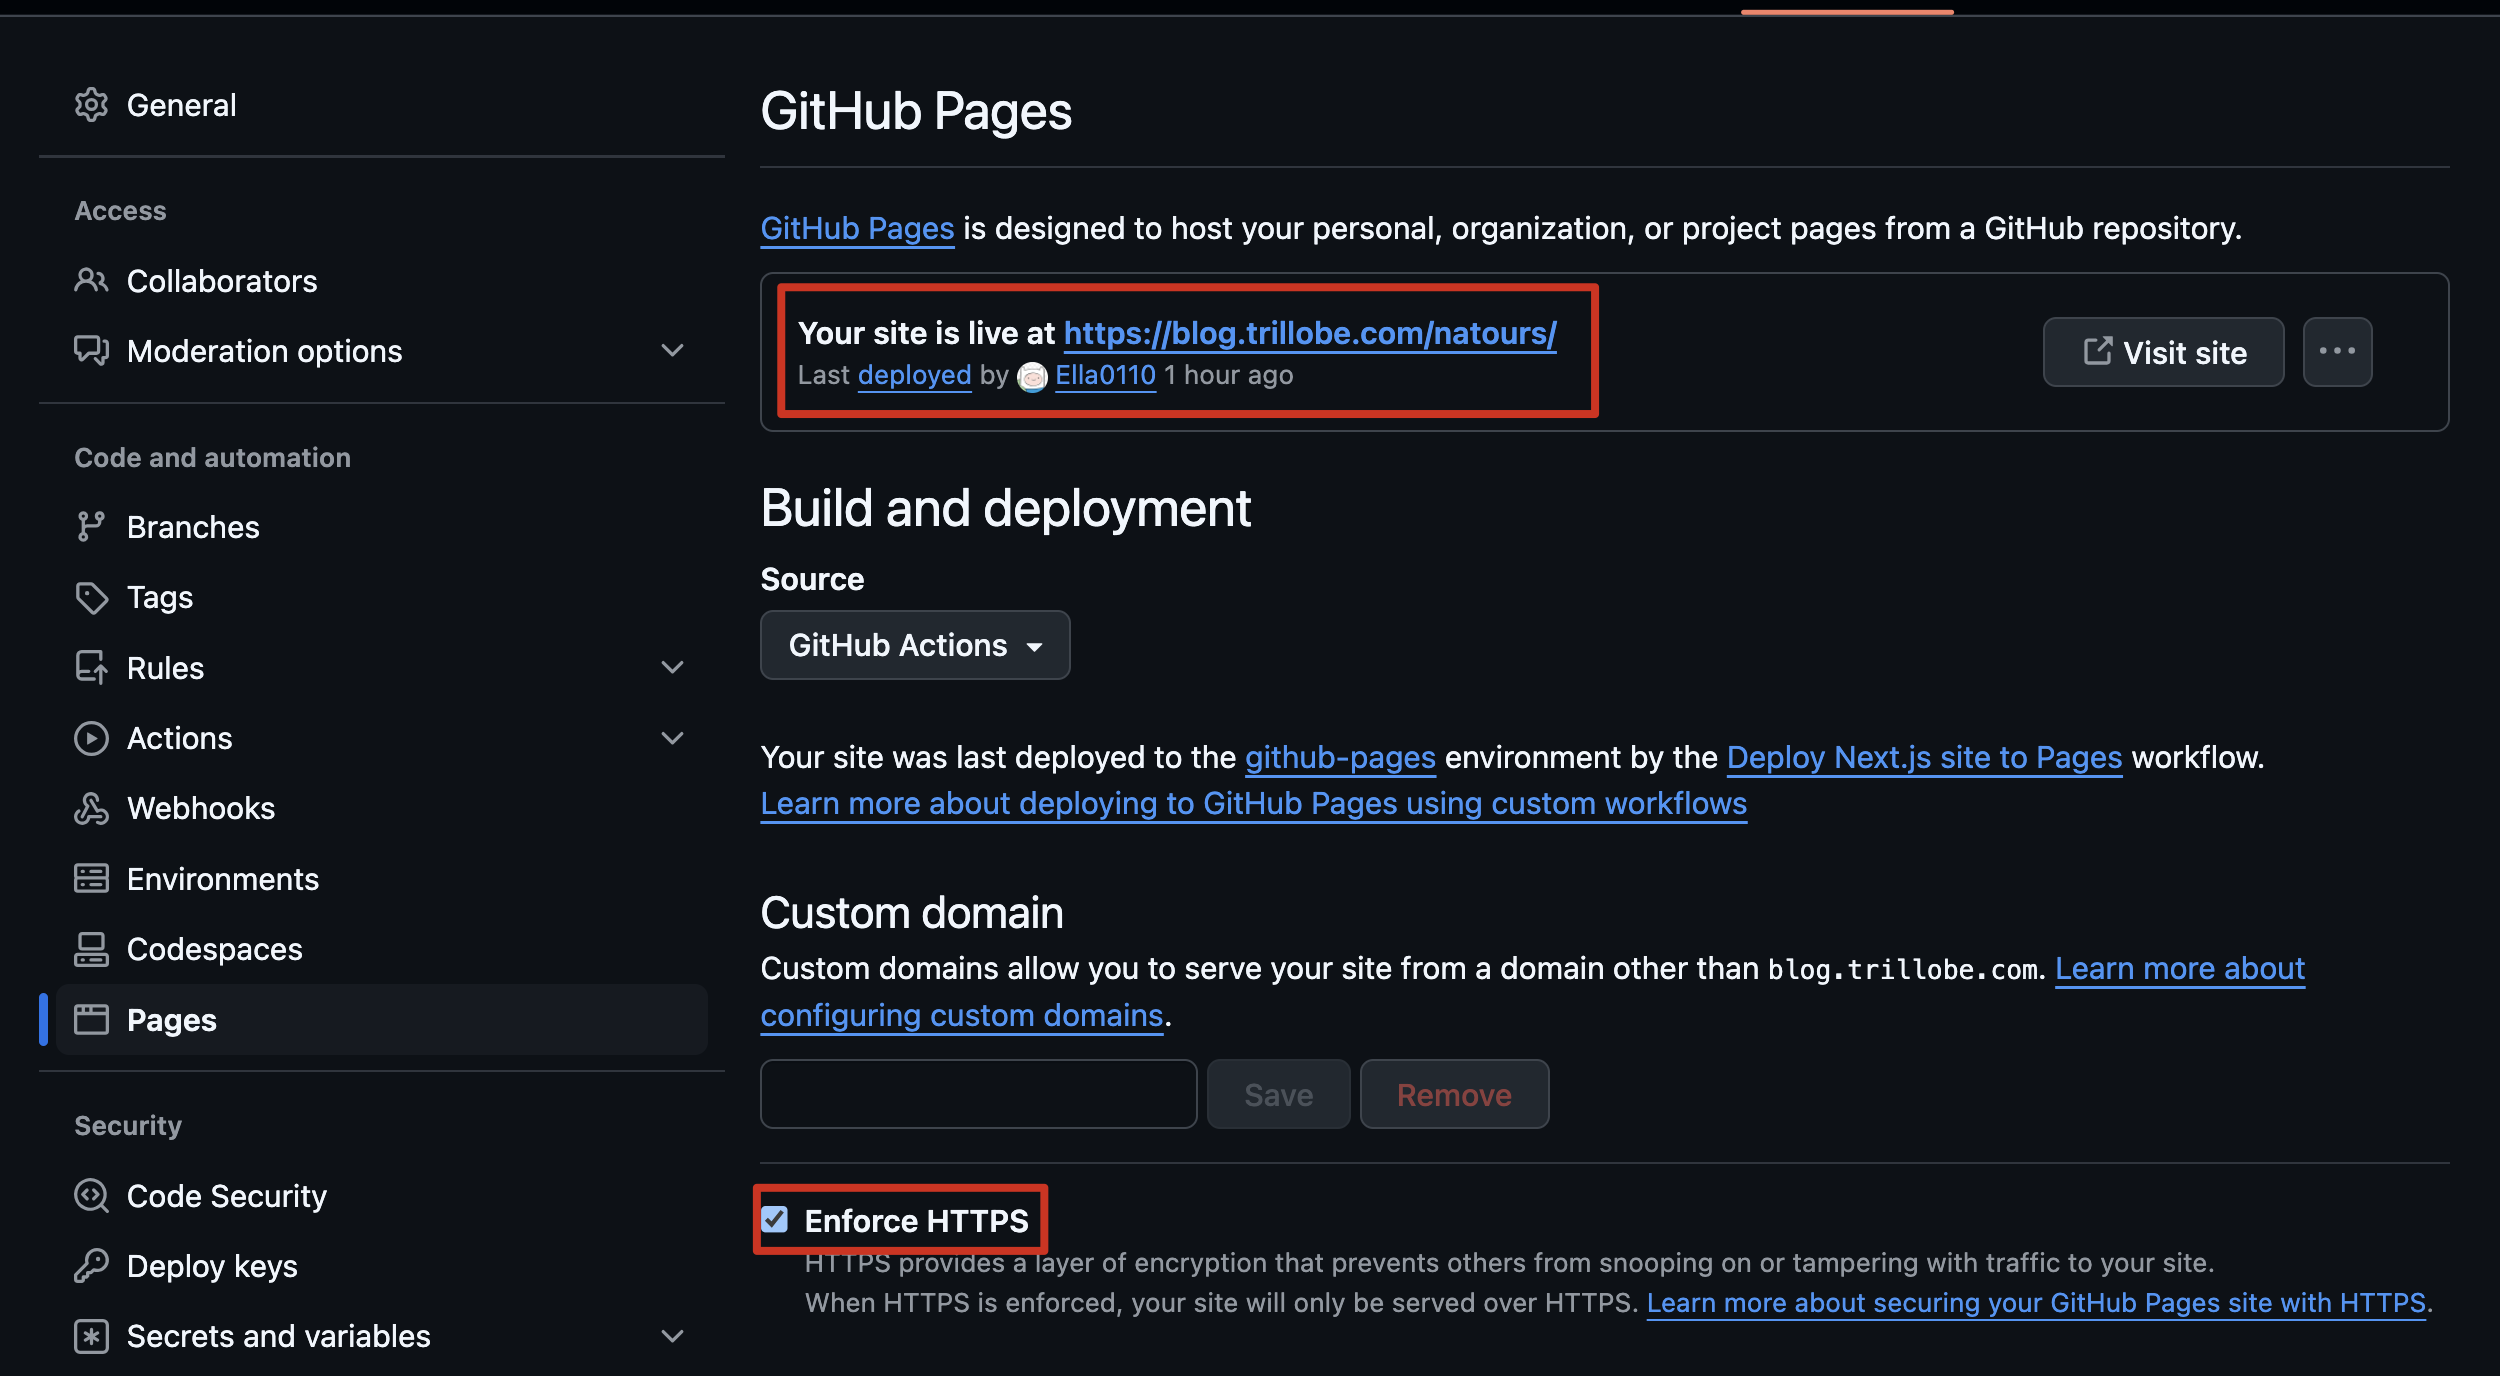 General
Access
Collaborators
Moderation options
Code and automation
Branches
Tags
Rules
Actions
Webhooks
Environments
Codespaces
Pages
Security
Code Security
Deploy keys
Secrets and variables
GitHub Pages
GitHub Pages is designed to host your personal, organization, or project pages from a GitHub repository.
Your site is live at https://blog.trillobe.com/natours/
Last deployed by Ella0110 1 hour ago
Visit site
Build and deployment
Source
GitHub Actions
Your site was last deployed to the github-pages environment by the Deploy Next.js site to Pages workflow.
Learn more about deploying to GitHub Pages using custom workflows
Custom domain
Custom domains allow you to serve your site from a domain other than blog.trillobe.com. Learn more about
configuring custom domains.
Save
Remove
Enforce HTTPS
HTTPS provides a layer of encryption that prevents others from snooping on or tampering with traffic to your site.
When HTTPS is enforced, your site will only be served over HTTPS. Learn more about securing your GitHub Pages site with HTTPS.